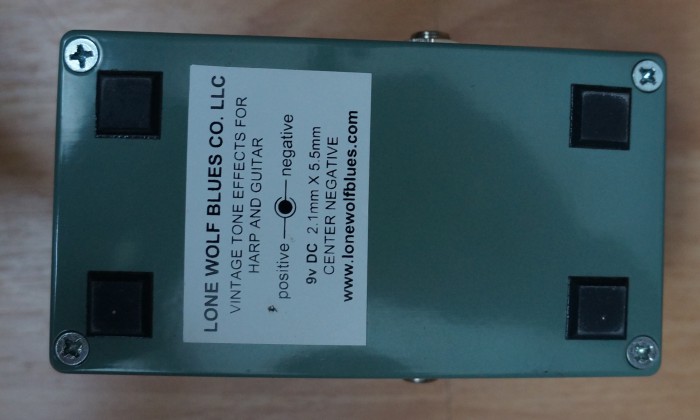 LONE WOLF BLUES CO. LLC
VINTAGE TONE EFFECTS FOR
HARP AND GUITAR
positive negative
9v DC 2.1mm X 5.5mm
CENTER NEGATIVE
www.lonewolfblues.com